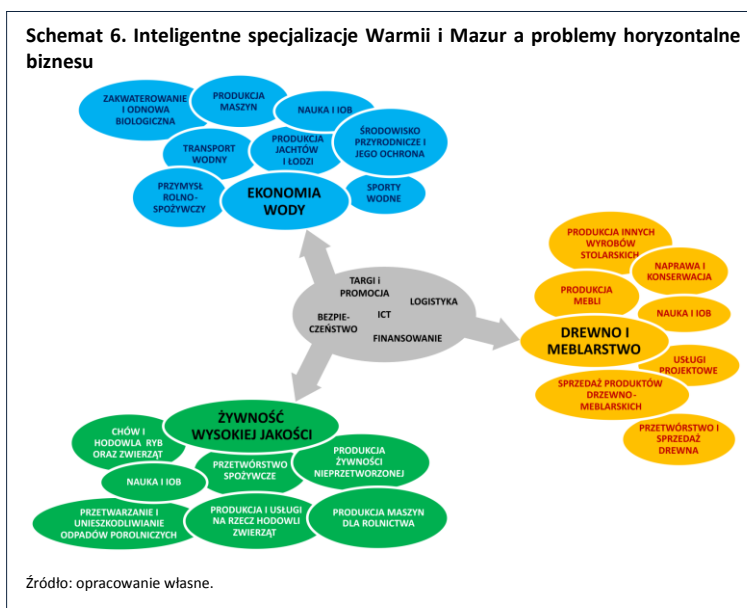 Schemat 6. Inteligentne specjalizacje Warmii i Mazur a problemy horyzontalne
biznesu
ZAKWATEROWANIE
I ODNOWA
BIOLOGICZNA
PRODUKCJA
MASZYN
NAUKA I IOB
ŚRODOWISKO
PRZYRODNICZE I
JEGO OCHRONA
TRANSPORT
WODNY
PRODUKCJA
JACHTÓW
I ŁODZI
PRZYMYSŁ
ROLNO-
SPOŻYWCZY
EKONOMIA
WODY
SPORTY
WODNE
TARGI i
PROMOCJA
LOGISTYKA
BEZPIE-
CZEŃSTWO
ICT
FINANSOWANIE
PRODUKCJA INNYCH
WYROBÓW
STOLARSKICH
NAPRAWA I
KONSERWACJA
PRODUKCJA
MEBLI
NAUKA I IOB
DREWNO I
MEBLARSTWO
USŁUGI
PROJEKTOWE
SPRZEDAŻ PRODUKTÓW
DRZEWNO-
MEBLARSKICH
PRZETWÓRSTWO I
SPRZEDAŻ
DREWNA
ŻYWNOŚĆ
WYSOKIEJ JAKOŚCI
CHÓW I
HODOWLA RYB
ORAZ ZWIERZĄT
PRZETWÓRSTWO
SPOŻYWCZE
PRODUKCJA
ŻYWNOŚCI
NIEPRZETWORZONEJ
NAUKA I IOB
PRZETWARZANIE I
UNIESZKODLIWIANIE
ODPADÓW POROLNICZYCH
PRODUKCJA I USŁUGI
NA RZECZ HODOWLI
ZWIERZĄT
PRODUKCJA MASZYN
DLA ROLNICTWA
Źródło: opracowanie własne.